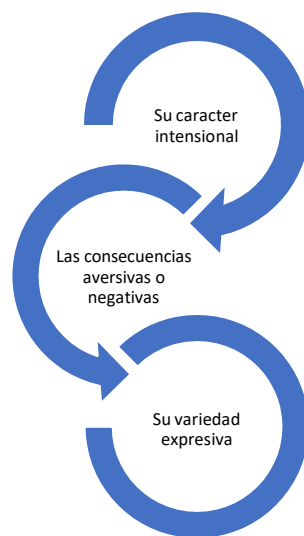 Su caracter
intensional
Las consecuencias
aversivas o
negativas
Su variedad
expresiva